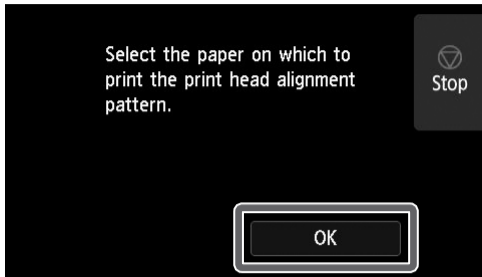 Select the paper on which to
print the print head alignment
pattern.
Stop
OK